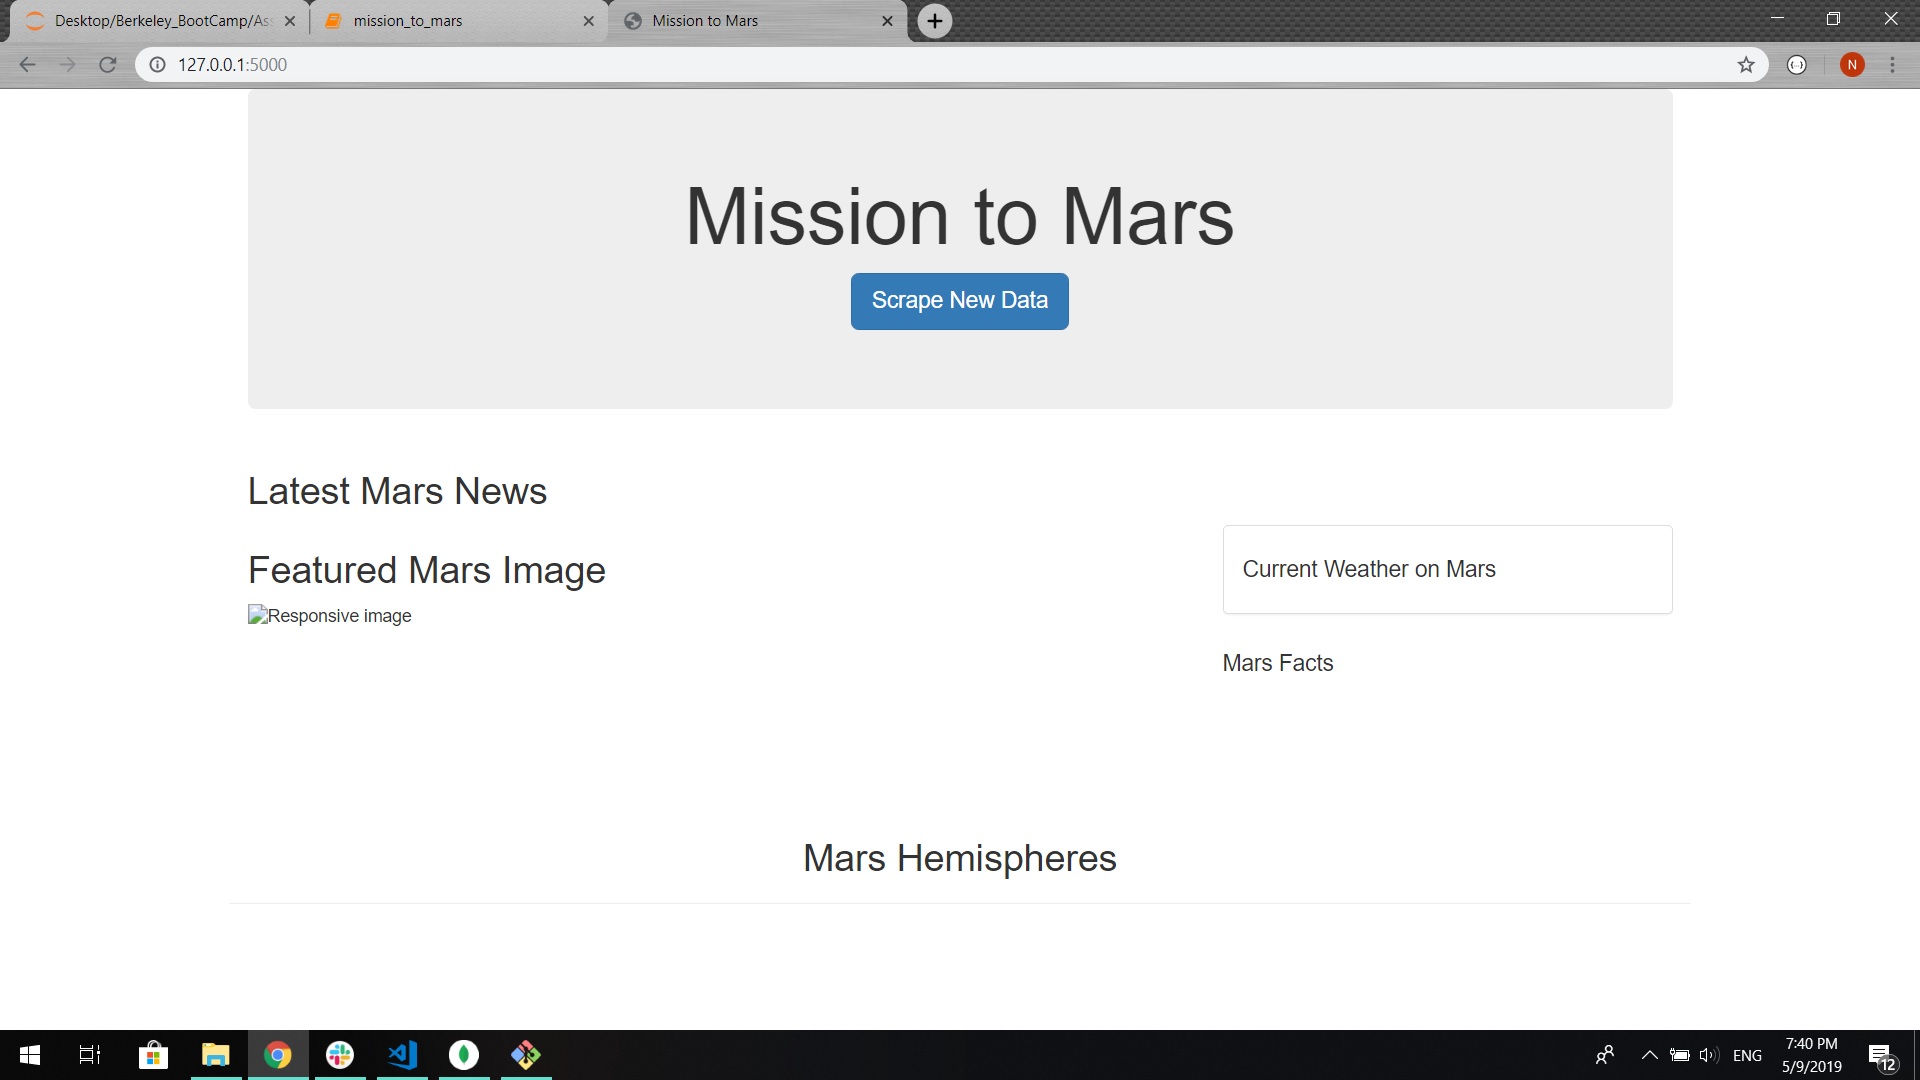 Desktop/Berkeley_BootCamp/As
mission_to_mars
Mission to Mars
127.0.0.1:5000
N
Mission to Mars
Scrape New Data
Latest Mars News
Featured Mars Image
Responsive image
Current Weather on Mars
Mars Facts
Mars Hemispheres
ENG
7:40 PM
5/9/2019
12